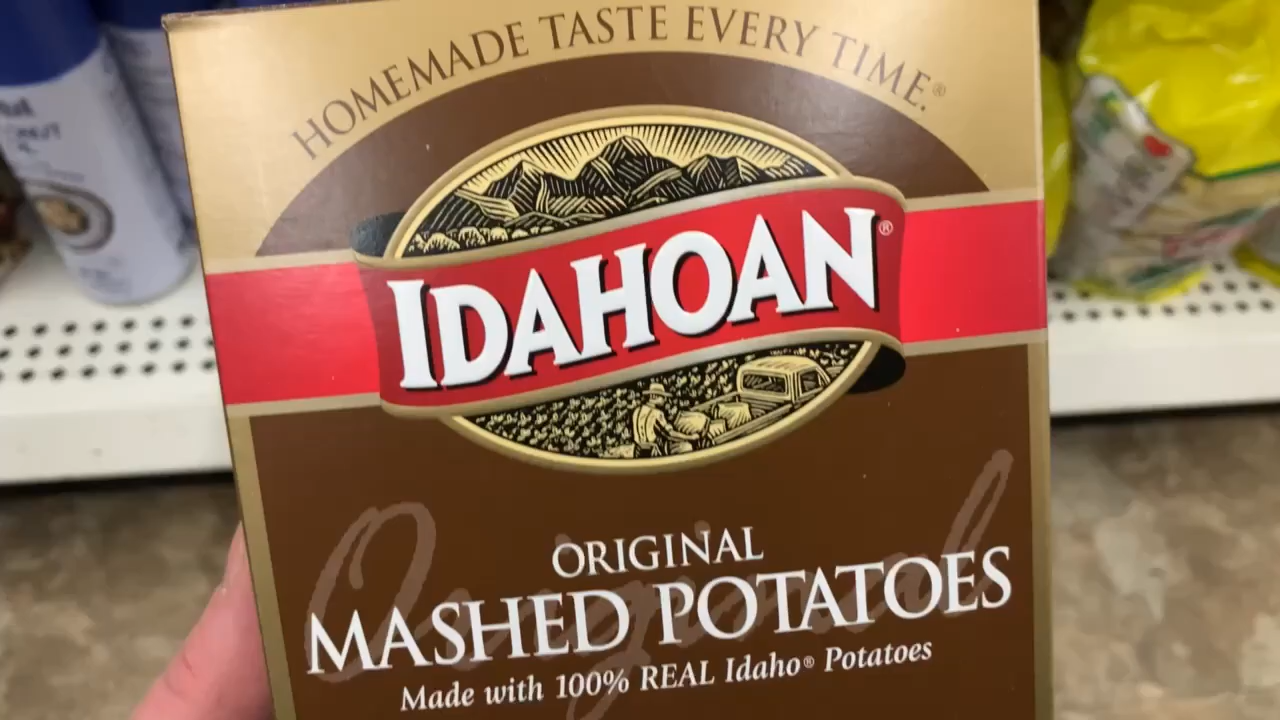 HOMEMADE TASTE EVERY TIME.®
IDAHOAN®
Original
ORIGINAL
MASHED POTATOES
Made with 100% REAL Idaho® Potatoes